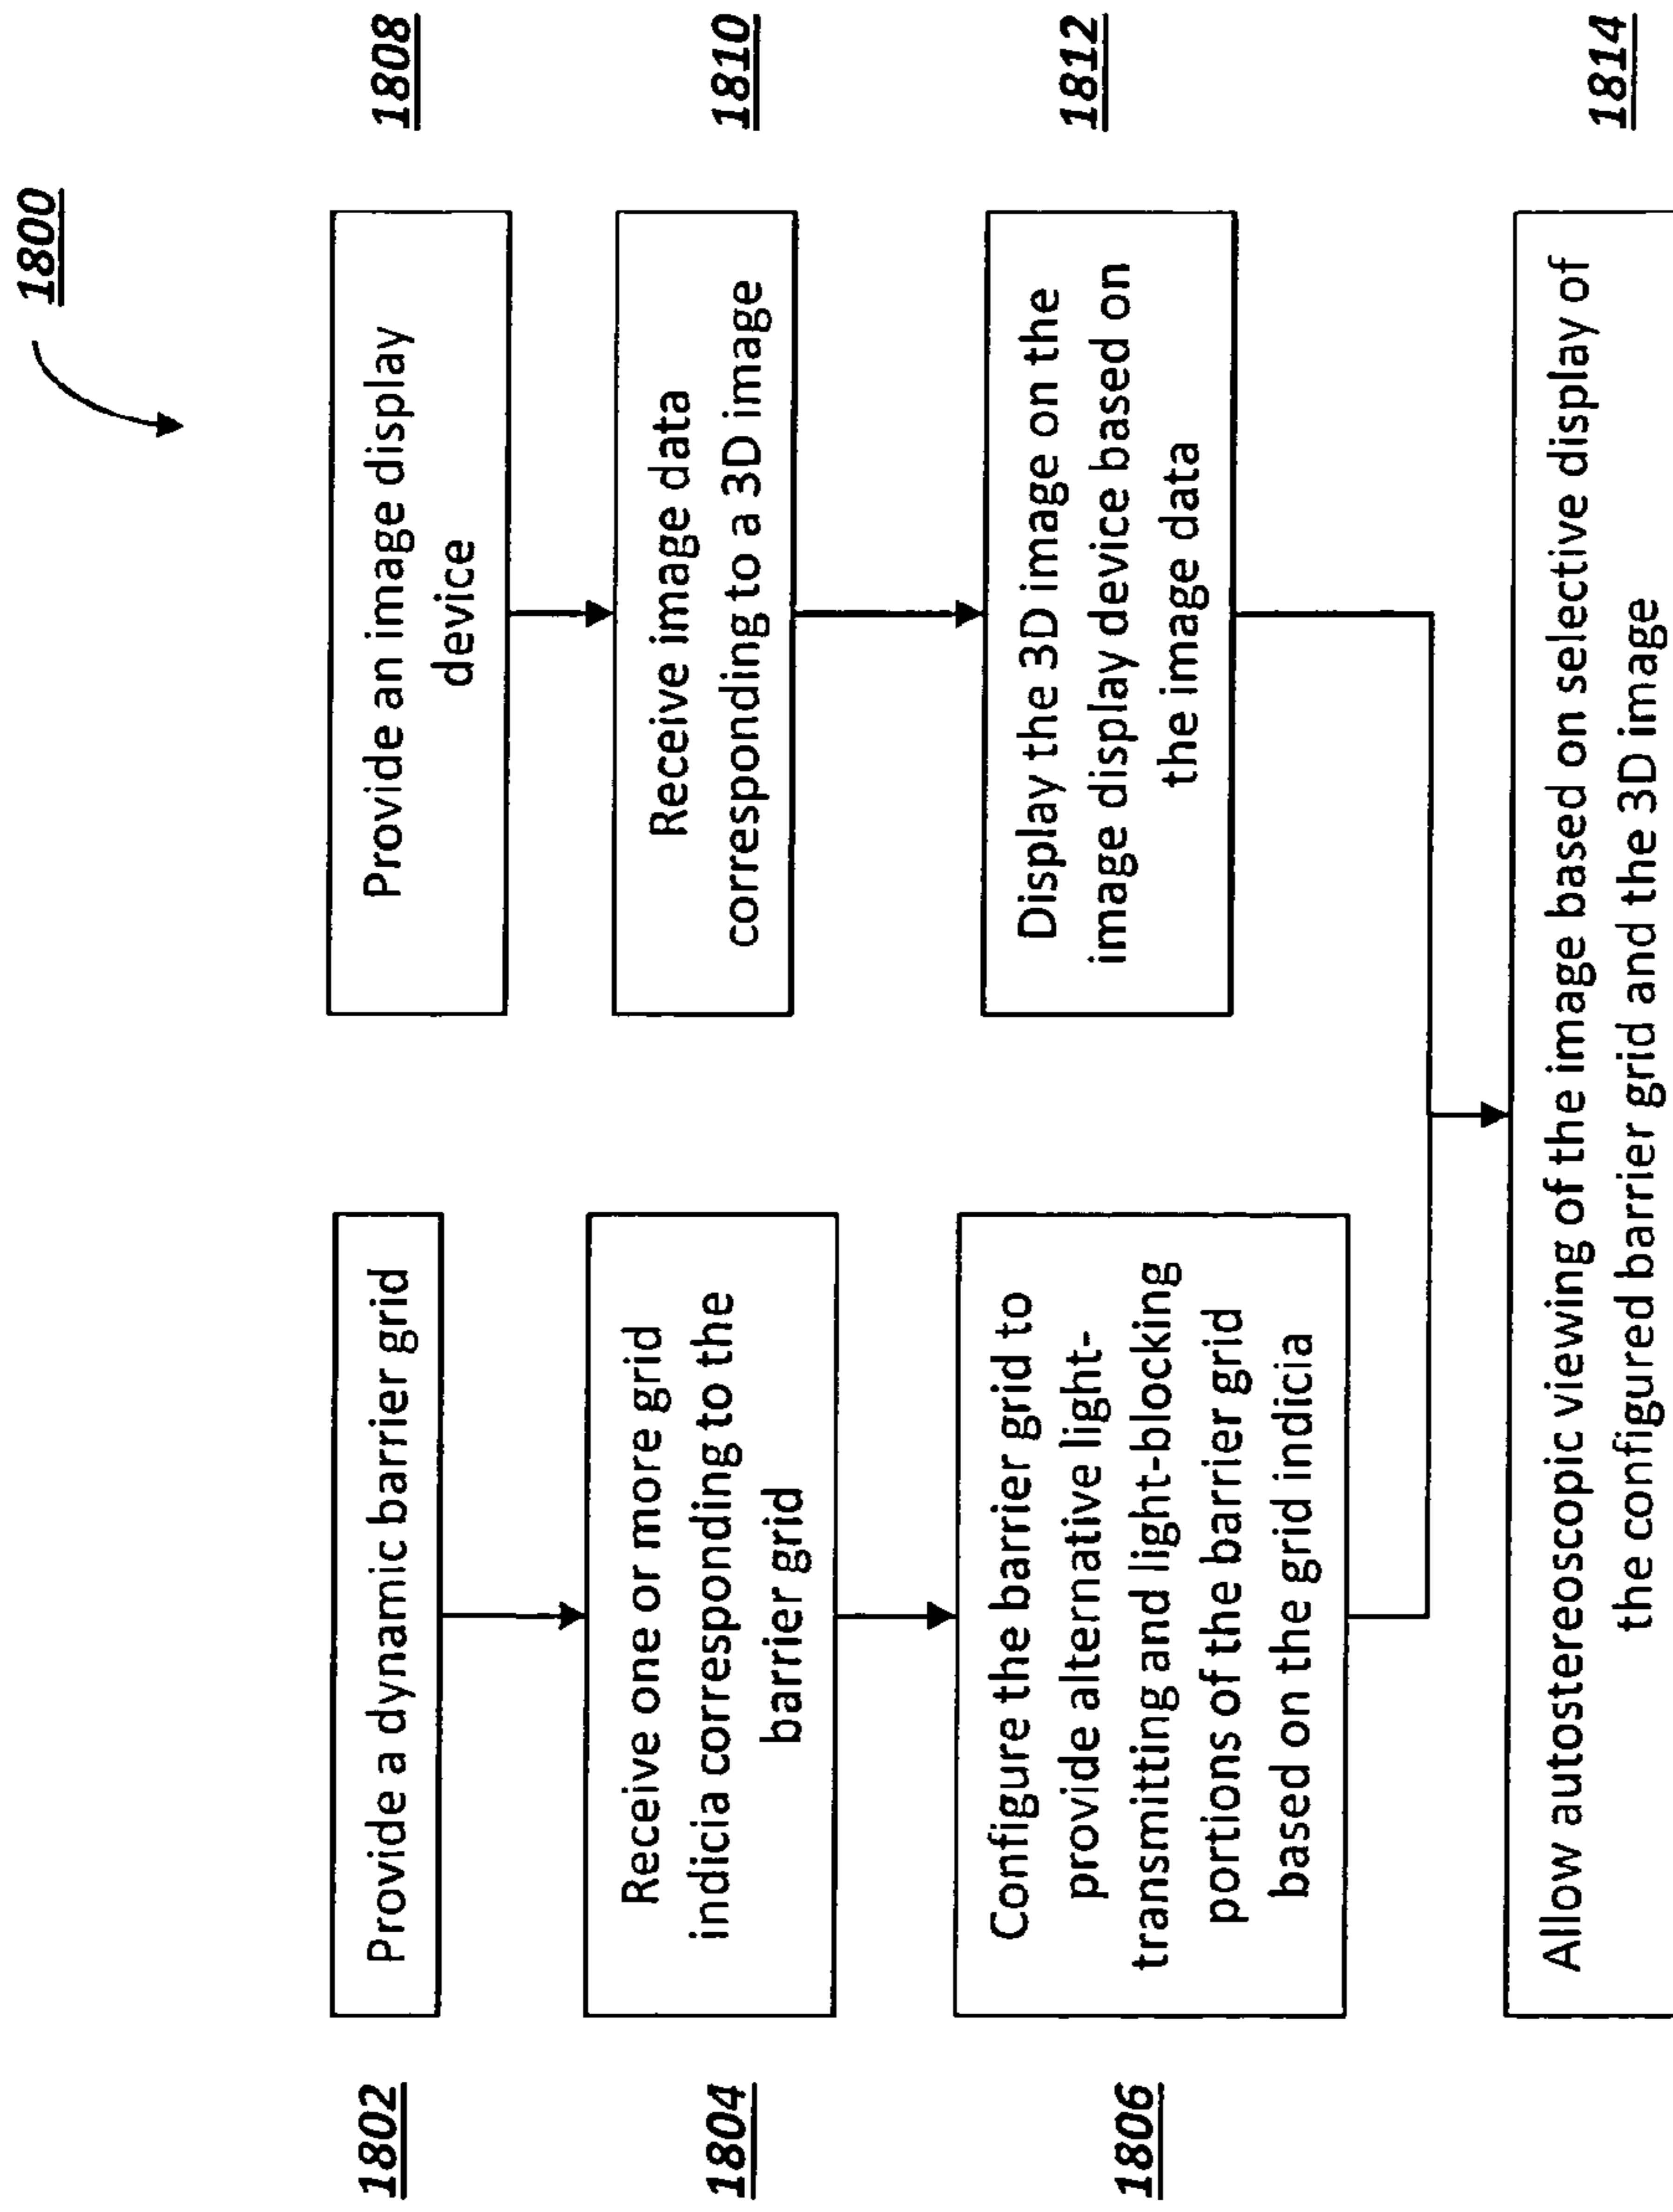 1800
1802
Provide a dynamic barrier grid
1804
Receive one or more grid
indicia corresponding to the
barrier grid
1806
Configure the barrier grid to
provide alternative light-
transmitting and light-blocking
portions of the barrier grid
based on the grid indicia
Provide an image display
device
1808
Receive image data
corresponding to a 3D image
1810
Display the 3D image on the
image display device based on
the image data
1812
Allow autostereoscopic viewing of the image based on selective display of
the configured barrier grid and the 3D image
1814